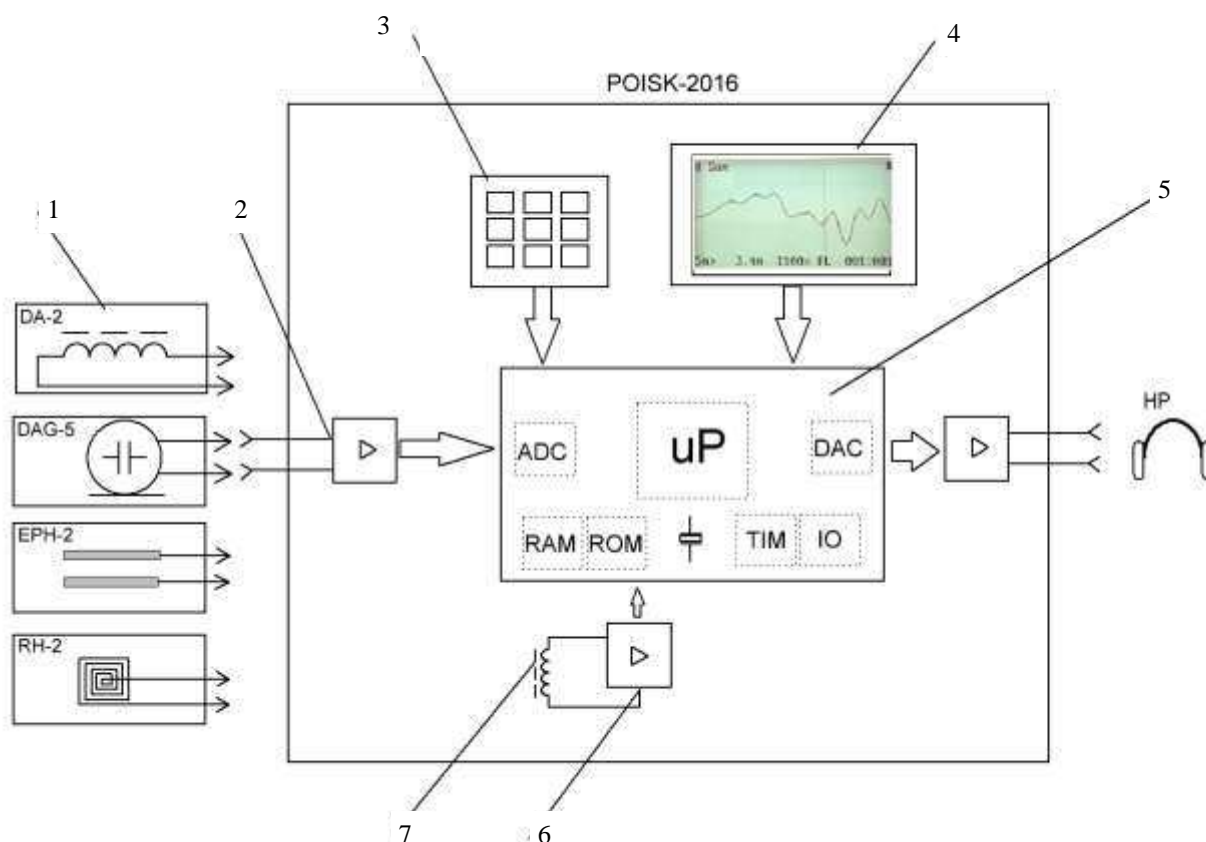 3
4
POISK-2016
1
2
5
DA-2
DAG-5
EPH-2
RH-2
ADC
uP
DAC
RAM
ROM
TIM
IO
HP
7
6